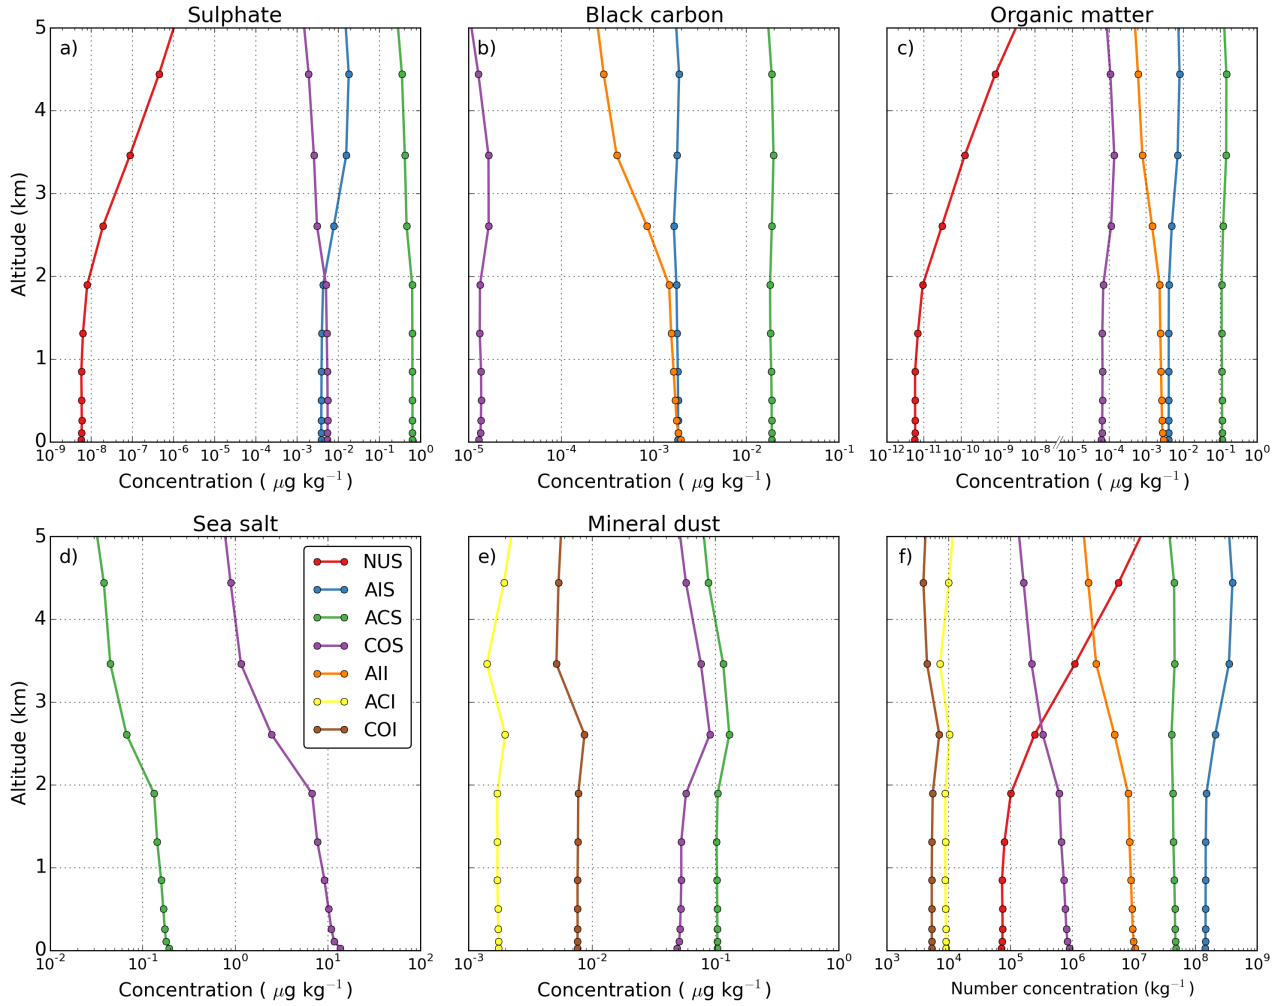 Sulphate
Black carbon
Organic matter
a)
b)
c)
5
4
3
2
1
0
Altitude (km)
10⁻⁹ 10⁻⁸ 10⁻⁷ 10⁻⁶ 10⁻⁵ 10⁻⁴ 10⁻³ 10⁻² 10⁻¹ 10⁰
10⁻⁵ 10⁻⁴ 10⁻³ 10⁻² 10⁻¹
10⁻¹² 10⁻¹¹ 10⁻¹⁰ 10⁻⁹ 10⁻⁸ 10⁻⁵ 10⁻⁴ 10⁻³ 10⁻² 10⁻¹ 10⁰
Concentration ( μg kg⁻¹)
Concentration ( μg kg⁻¹)
Concentration ( μg kg⁻¹)
Sea salt
Mineral dust
d)
e)
f)
NUS
AIS
ACS
COS
AII
ACI
COI
5
4
3
2
1
0
Altitude (km)
10⁻² 10⁻¹ 10⁰ 10¹ 10²
10⁻³ 10⁻² 10⁻¹ 10⁰
10³ 10⁴ 10⁵ 10⁶ 10⁷ 10⁸ 10⁹
Concentration ( μg kg⁻¹)
Concentration ( μg kg⁻¹)
Number concentration (kg⁻¹)